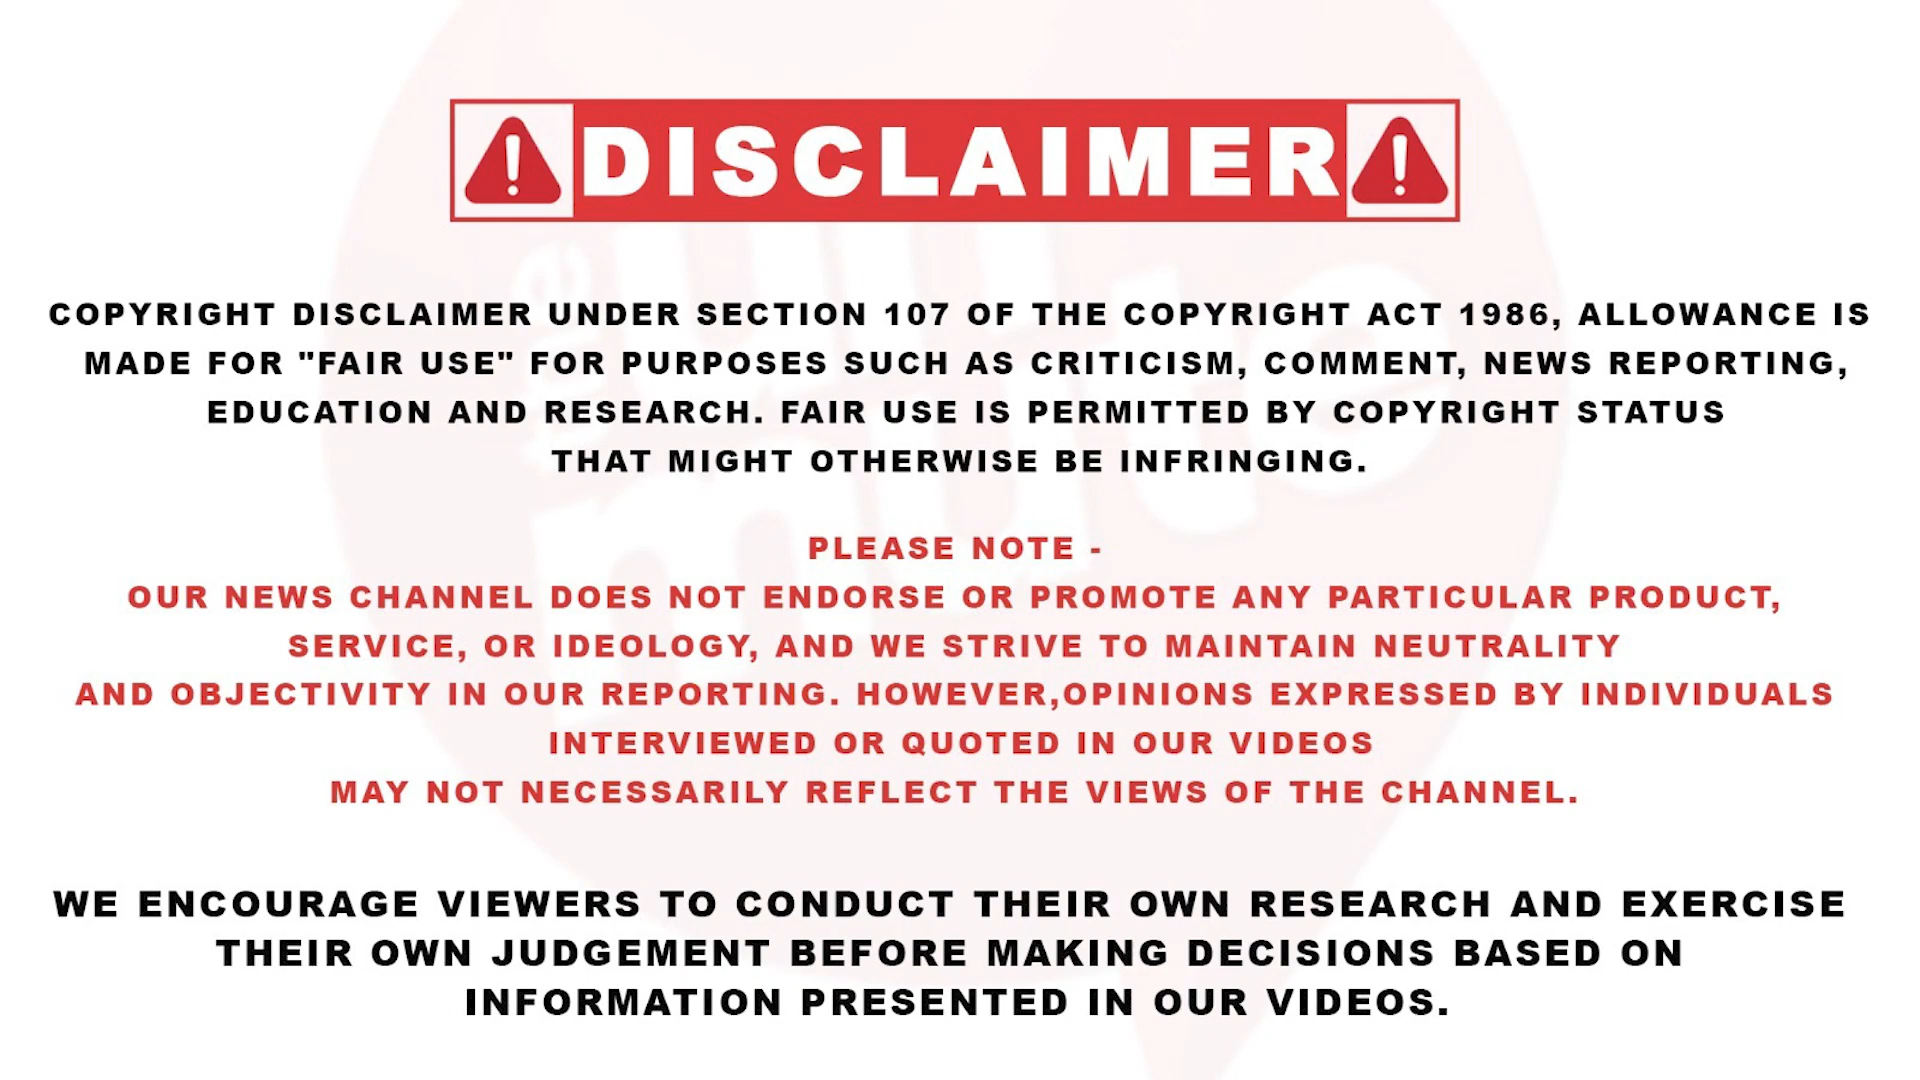 DISCLAIMER
COPYRIGHT DISCLAIMER UNDER SECTION 107 OF THE COPYRIGHT ACT 1986, ALLOWANCE IS
MADE FOR "FAIR USE" FOR PURPOSES SUCH AS CRITICISM, COMMENT, NEWS REPORTING,
EDUCATION AND RESEARCH. FAIR USE IS PERMITTED BY COPYRIGHT STATUS
THAT MIGHT OTHERWISE BE INFRINGING.
PLEASE NOTE -
OUR NEWS CHANNEL DOES NOT ENDORSE OR PROMOTE ANY PARTICULAR PRODUCT,
SERVICE, OR IDEOLOGY, AND WE STRIVE TO MAINTAIN NEUTRALITY
AND OBJECTIVITY IN OUR REPORTING. HOWEVER,OPINIONS EXPRESSED BY INDIVIDUALS
INTERVIEWED OR QUOTED IN OUR VIDEOS
MAY NOT NECESSARILY REFLECT THE VIEWS OF THE CHANNEL.
WE ENCOURAGE VIEWERS TO CONDUCT THEIR OWN RESEARCH AND EXERCISE
THEIR OWN JUDGEMENT BEFORE MAKING DECISIONS BASED ON
INFORMATION PRESENTED IN OUR VIDEOS.